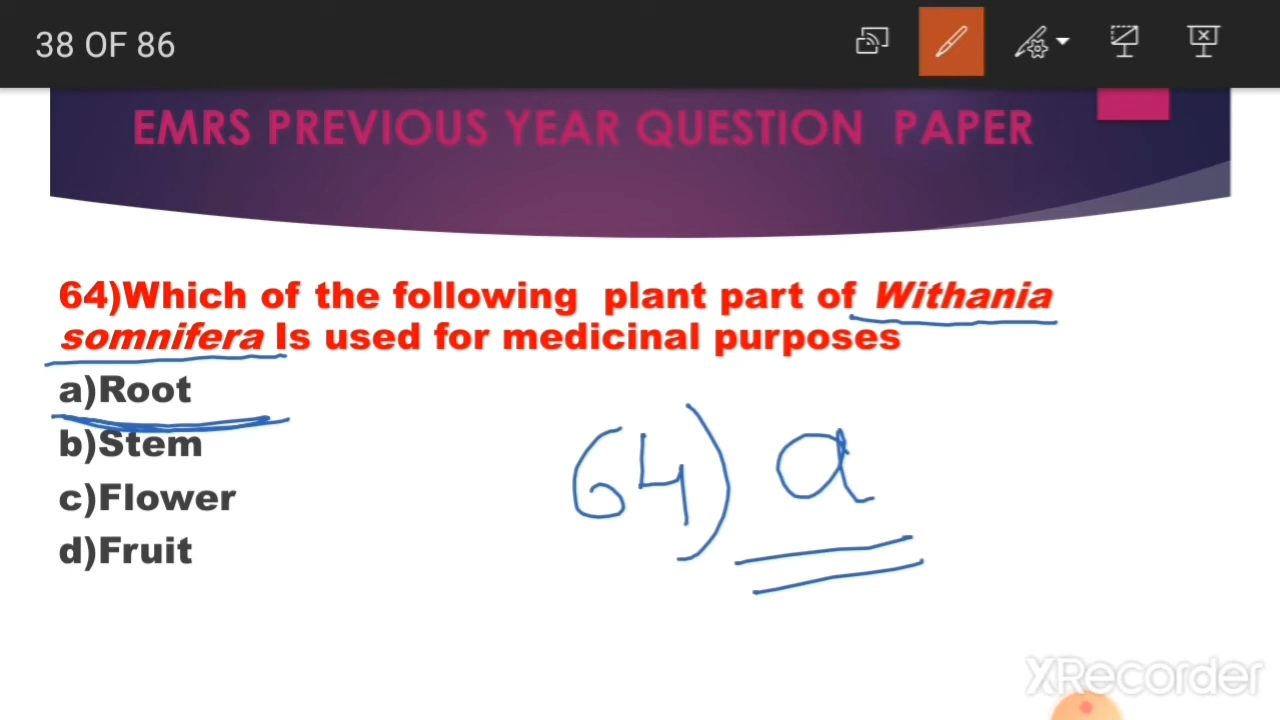 38 OF 86
EMRS PREVIOUS YEAR QUESTION PAPER
64)Which of the following plant part of Withania
somnifera Is used for medicinal purposes
a)Root
b)Stem
c)Flower
d)Fruit
64) a
XRecorder